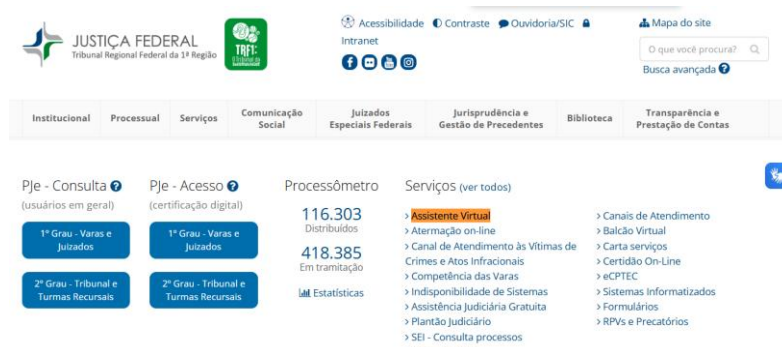 JUSTIÇA FEDERAL
Tribunal Regional Federal da 1ª Região
TRF1:
Acessibilidade Contraste Ouvidoria/SIC
Intranet
Mapa do site
O que você procura?
Busca avançada
Institucional
Processual
Serviços
Comunicação
Social
Juizados
Especiais Federais
Jurisprudência e
Gestão de Precedentes
Biblioteca
Transparência e
Prestação de Contas
PJe - Consulta
(usuários em geral)
1º Grau - Varas e
Juizados
2º Grau - Tribunal e
Turmas Recursais
PJe - Acesso
(certificação digital)
1º Grau - Varas e
Juizados
2º Grau - Tribunal e
Turmas Recursais
Processômetro
116.303
Distribuídos
418.385
Em tramitação
Estatísticas
Serviços (ver todos)
> Assistente Virtual
> Atermação on-line
> Canal de Atendimento às Vítimas de
Crimes e Atos Infracionais
> Competência das Varas
> Indisponibilidade de Sistemas
> Assistência Judiciária Gratuita
> Plantão Judiciário
> SEI - Consulta processos
> Canais de Atendimento
> Balcão Virtual
> Carta serviços
> Certidão On-Line
> eCPTEC
> Sistemas Informatizados
> Formulários
> RPVs e Precatórios